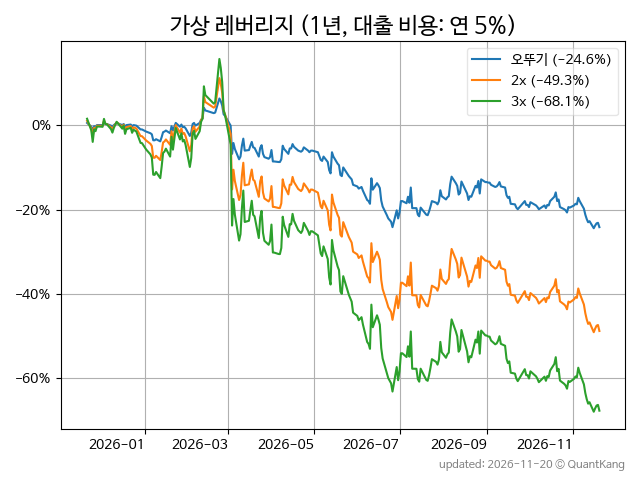 가상 레버리지 (1년, 대출 비용: 연 5%)
오뚜기 (−24.6%)
2x (−49.3%)
3x (−68.1%)
0%
−20%
−40%
−60%
2026-01 2026-03 2026-05 2026-07 2026-09 2026-11
updated: 2026-11-20 © QuantKang